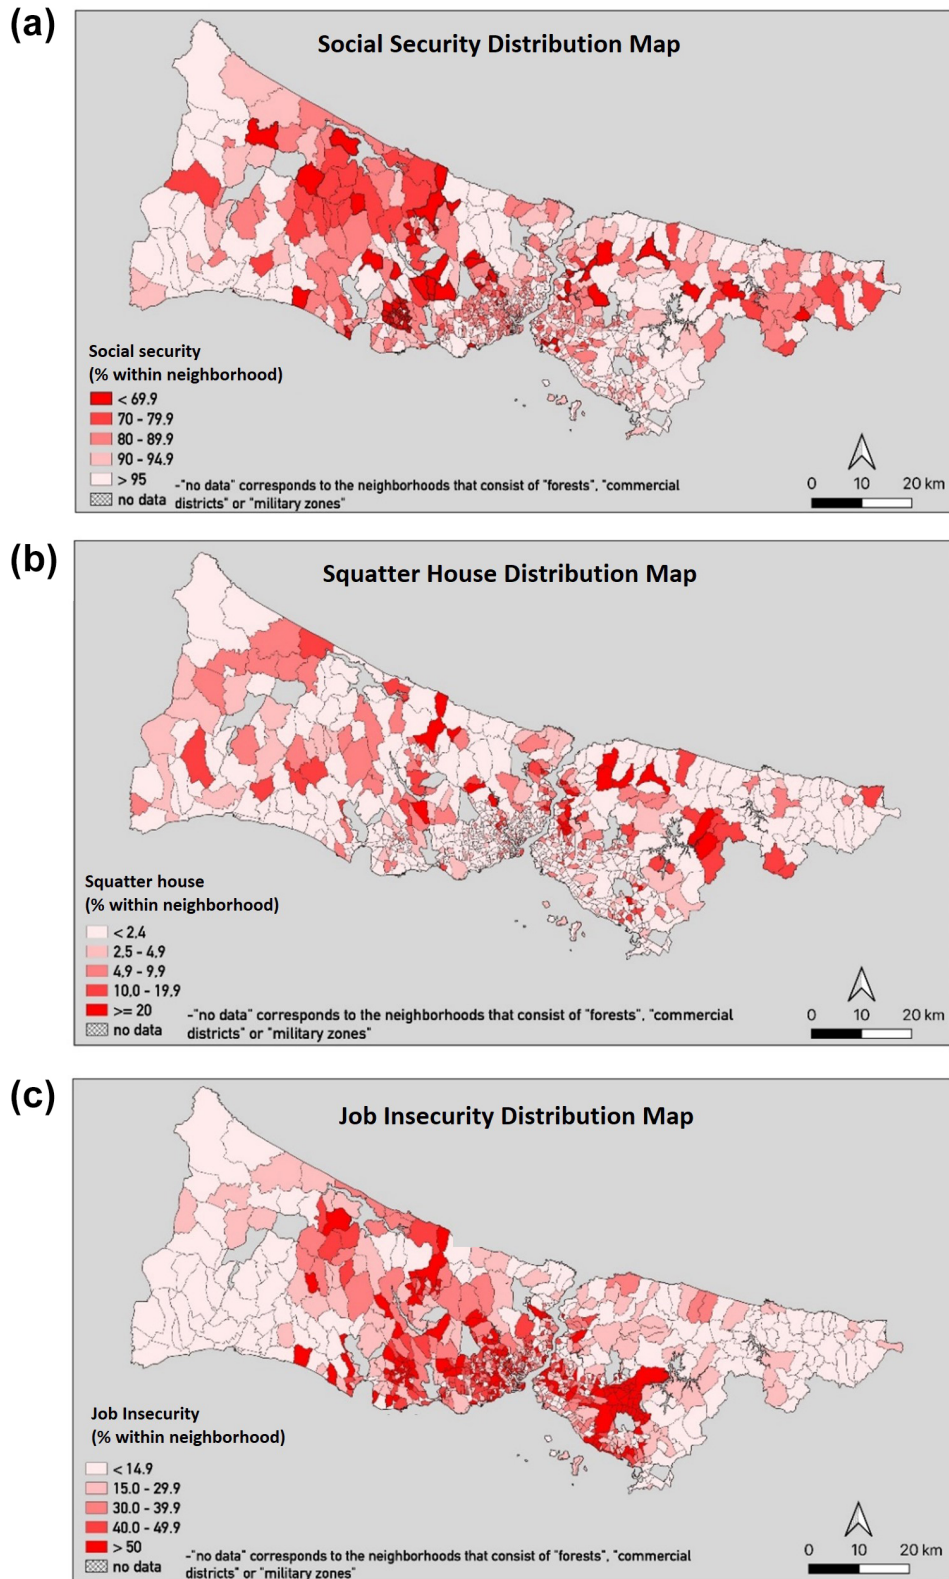 (a)
Social Security Distribution Map
Social security
(% within neighborhood)
< 69.9
70 - 79.9
80 - 89.9
90 - 94.9
> 95
no data
-"no data" corresponds to the neighborhoods that consist of "forests", "commercial
districts" or "military zones"
0 10 20 km
(b)
Squatter House Distribution Map
Squatter house
(% within neighborhood)
< 2.4
2.5 - 4.9
4.9 - 9.9
10.0 - 19.9
>= 20
no data
-"no data" corresponds to the neighborhoods that consist of "forests", "commercial
districts" or "military zones"
0 10 20 km
(c)
Job Insecurity Distribution Map
Job Insecurity
(% within neighborhood)
< 14.9
15.0 - 29.9
30.0 - 39.9
40.0 - 49.9
> 50
no data
-"no data" corresponds to the neighborhoods that consist of "forests", "commercial
districts" or "military zones"
0 10 20 km